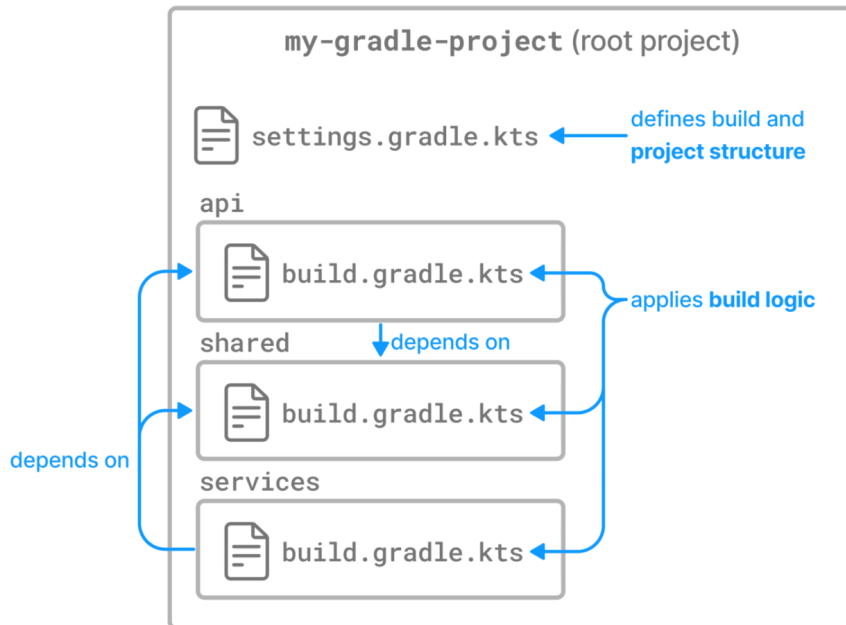 my-gradle-project (root project)
settings.gradle.kts
defines build and
project structure
api
build.gradle.kts
applies build logic
depends on
shared
build.gradle.kts
depends on
services
build.gradle.kts